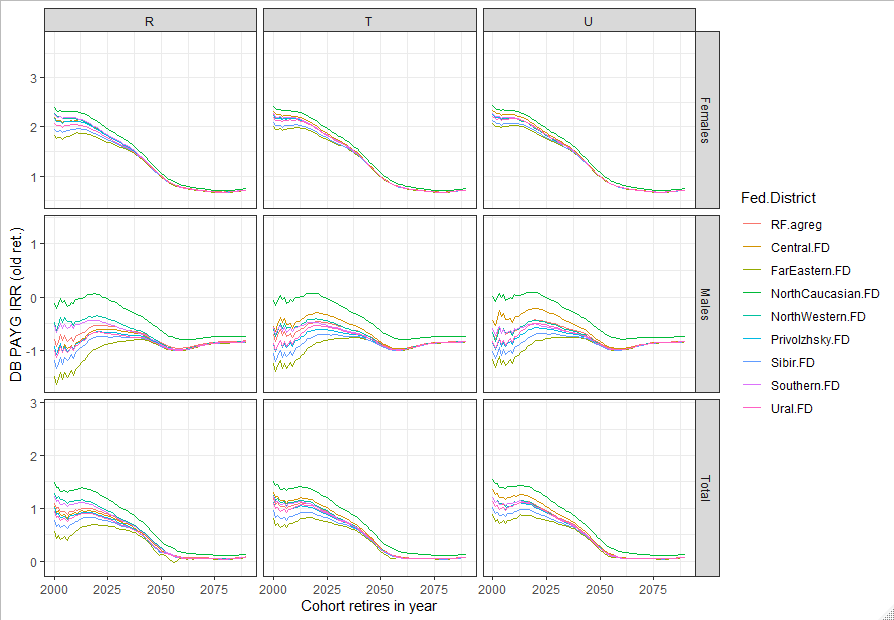 R T U
3
2
1
Females
1
0
-1
Males
3
2
1
0
Total
DB PAYG IRR (old ret.)
2000 2025 2050 2075 2000 2025 2050 2075 2000 2025 2050 2075
Cohort retires in year
Fed.District
RF.agreg
Central.FD
FarEastern.FD
NorthCaucasian.FD
NorthWestern.FD
Privolzhsky.FD
Sibir.FD
Southern.FD
Ural.FD